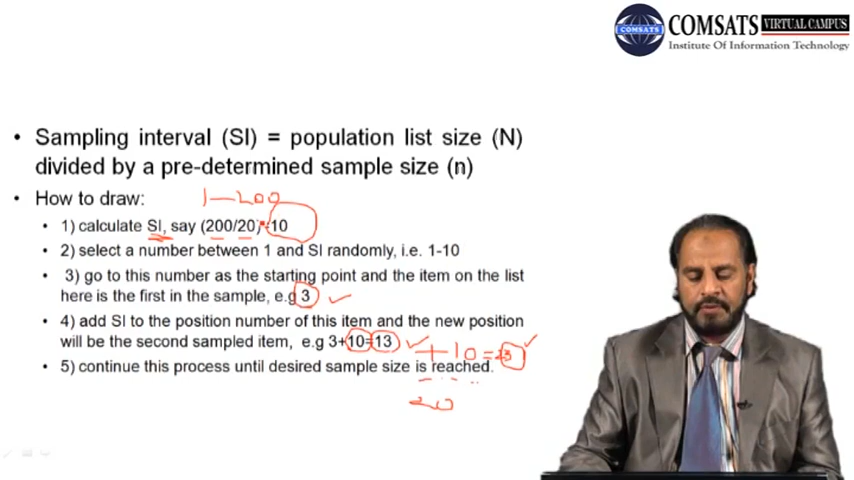 COMSATS VIRTUAL CAMPUS
COMSATS
Institute Of Information Technology
• Sampling interval (SI) = population list size (N)
divided by a pre-determined sample size (n)
• How to draw:
1-200
• 1) calculate SI, say (200/20)=10
• 2) select a number between 1 and SI randomly, i.e. 1-10
• 3) go to this number as the starting point and the item on the list
here is the first in the sample, e.g 3
• 4) add SI to the position number of this item and the new position
will be the second sampled item, e.g 3+10=13
+10=23
• 5) continue this process until desired sample size is reached.
20